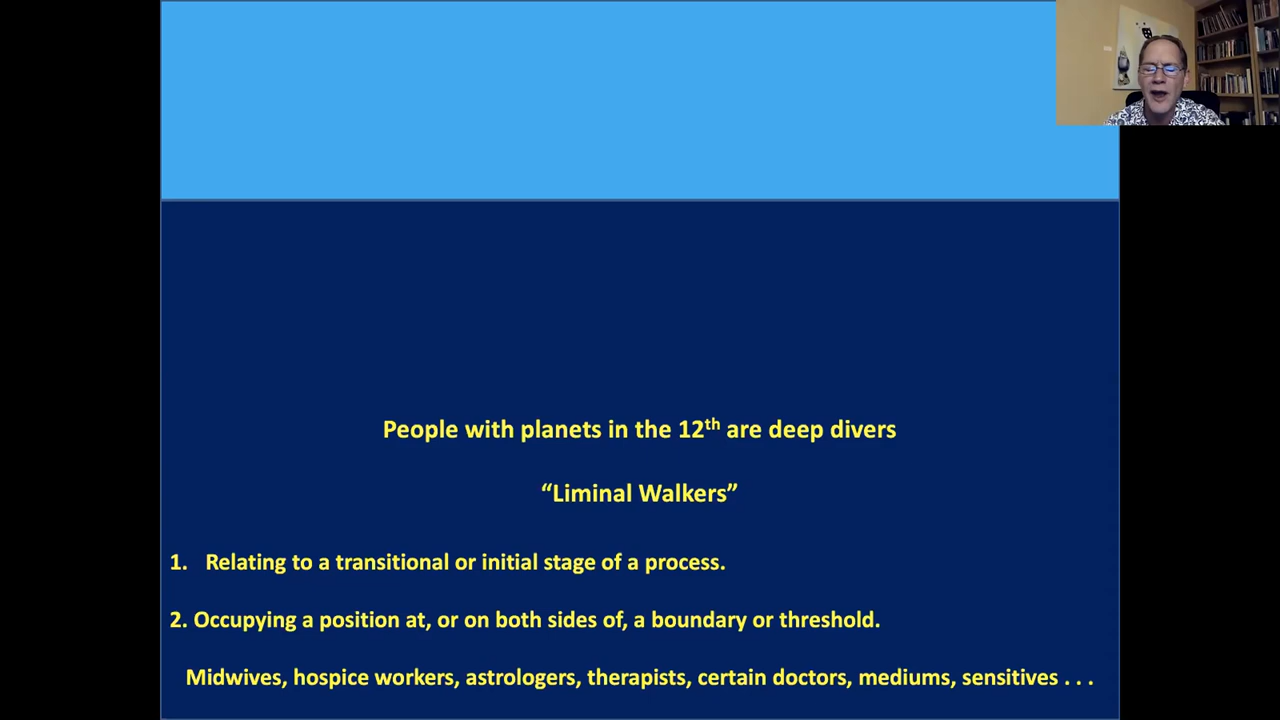 People with planets in the 12th are deep divers
“Liminal Walkers”
1. Relating to a transitional or initial stage of a process.
2. Occupying a position at, or on both sides of, a boundary or threshold.
Midwives, hospice workers, astrologers, therapists, certain doctors, mediums, sensitives . . .